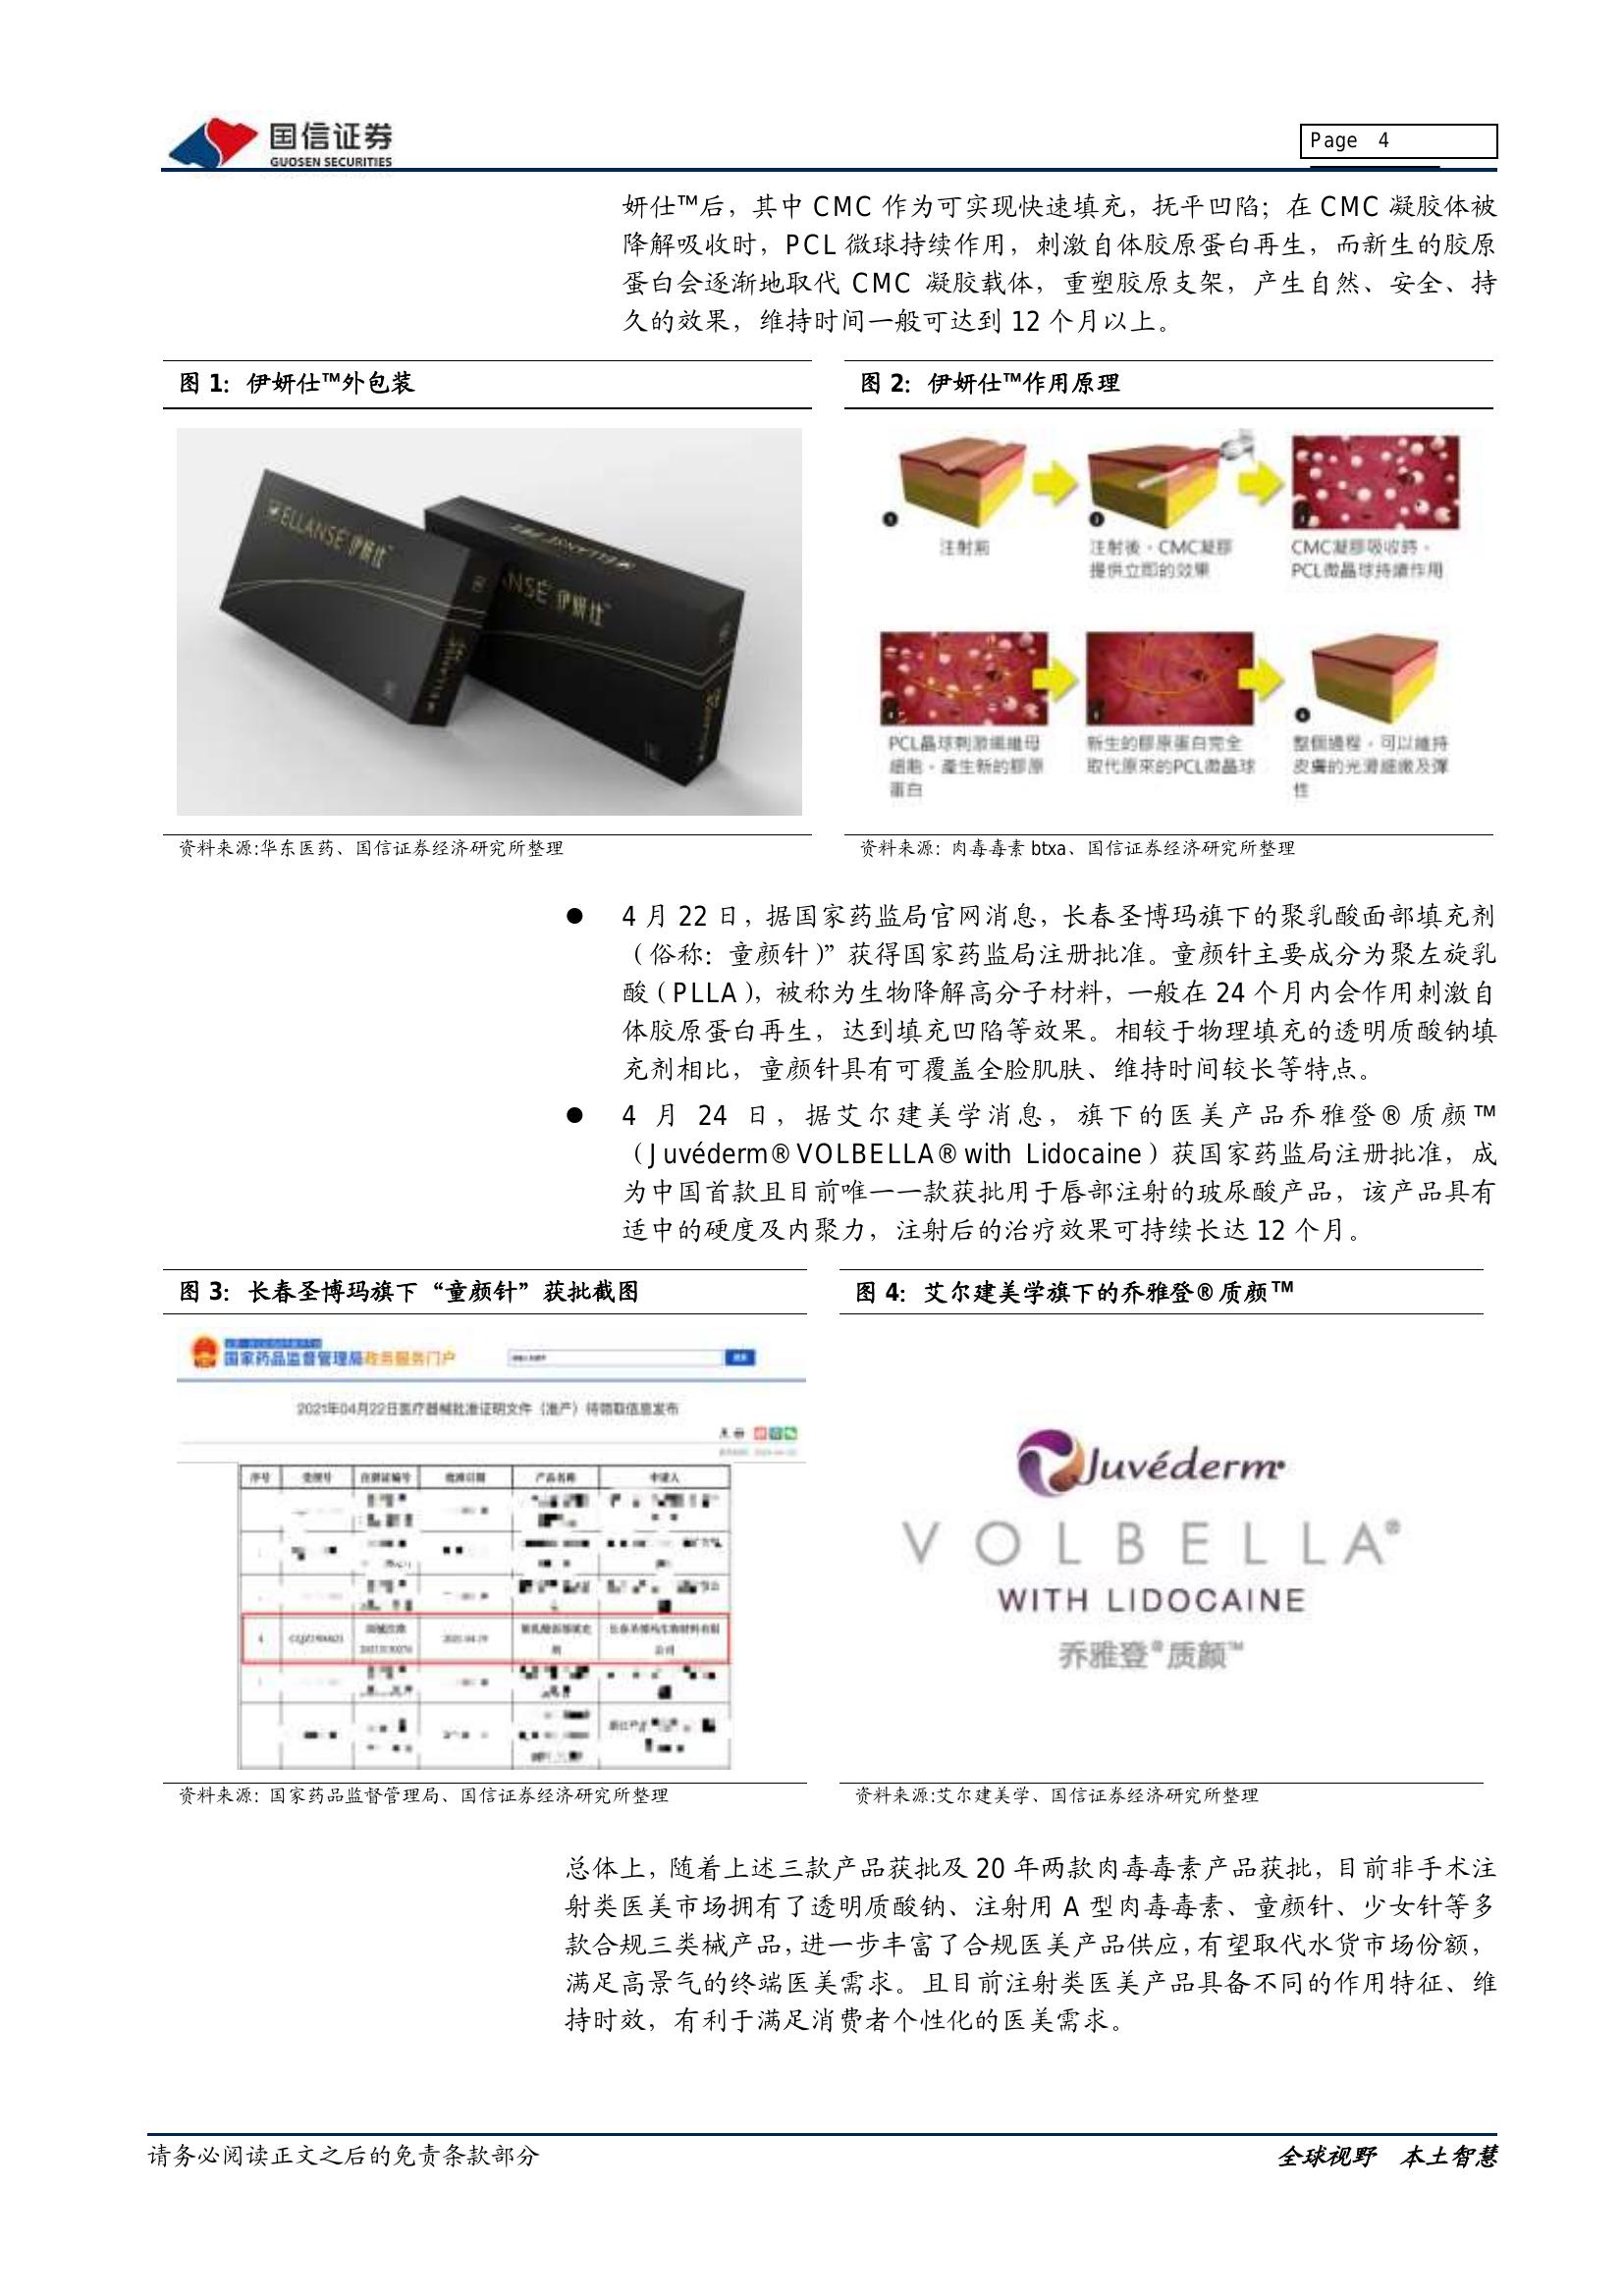 国信证券
GUOSEN SECURITIES
Page 4
妍仕™后，其中 CMC 作为可实现快速填充，抚平凹陷；在 CMC 凝胶体被
降解吸收时，PCL 微球持续作用，刺激自体胶原蛋白再生，而新生的胶原
蛋白会逐渐地取代 CMC 凝胶载体，重塑胶原支架，产生自然、安全、持
久的效果，维持时间一般可达到 12 个月以上。
图 1：伊妍仕™外包装
图 2：伊妍仕™作用原理
ELLANSÉ 伊妍仕™
ELLANSÉ
NSÉ 伊妍仕™
注射前
注射後，CMC凝膠
提供立即的效果
CMC凝膠吸收時，
PCL微晶球持續作用
PCL晶球刺激纖維母
細胞，產生新的膠原
蛋白
新生的膠原蛋白完全
取代原來的PCL微晶球
整個過程，可以維持
皮膚的光滑細緻及彈
性
资料来源:华东医药、国信证券经济研究所整理
资料来源：肉毒毒素 btxa、国信证券经济研究所整理
● 4 月 22 日，据国家药监局官网消息，长春圣博玛旗下的聚乳酸面部填充剂
（俗称：童颜针）”获得国家药监局注册批准。童颜针主要成分为聚左旋乳
酸（PLLA），被称为生物降解高分子材料，一般在 24 个月内会作用刺激自
体胶原蛋白再生，达到填充凹陷等效果。相较于物理填充的透明质酸钠填
充剂相比，童颜针具有可覆盖全脸肌肤、维持时间较长等特点。
● 4 月 24 日，据艾尔建美学消息，旗下的医美产品乔雅登®质颜™
（Juvéderm®VOLBELLA®with Lidocaine）获国家药监局注册批准，成
为中国首款且目前唯一一款获批用于唇部注射的玻尿酸产品，该产品具有
适中的硬度及内聚力，注射后的治疗效果可持续长达 12 个月。
图 3：长春圣博玛旗下“童颜针”获批截图
图 4：艾尔建美学旗下的乔雅登®质颜™
国家药品监督管理局政务服务门户
2021年04月22日医疗器械批准证明文件（准产）待领取信息发布
序号 受理号 注册证编号 批准日期 产品名称 申请人
4 2021-04-19 聚乳酸面部填充剂 长春圣博玛生物材料有限公司
Juvéderm®
VOLBELLA®
WITH LIDOCAINE
乔雅登®质颜™
资料来源：国家药品监督管理局、国信证券经济研究所整理
资料来源:艾尔建美学、国信证券经济研究所整理
总体上，随着上述三款产品获批及 20 年两款肉毒毒素产品获批，目前非手术注
射类医美市场拥有了透明质酸钠、注射用 A 型肉毒毒素、童颜针、少女针等多
款合规三类械产品，进一步丰富了合规医美产品供应，有望取代水货市场份额，
满足高景气的终端医美需求。且目前注射类医美产品具备不同的作用特征、维
持时效，有利于满足消费者个性化的医美需求。
请务必阅读正文之后的免责条款部分
全球视野 本土智慧